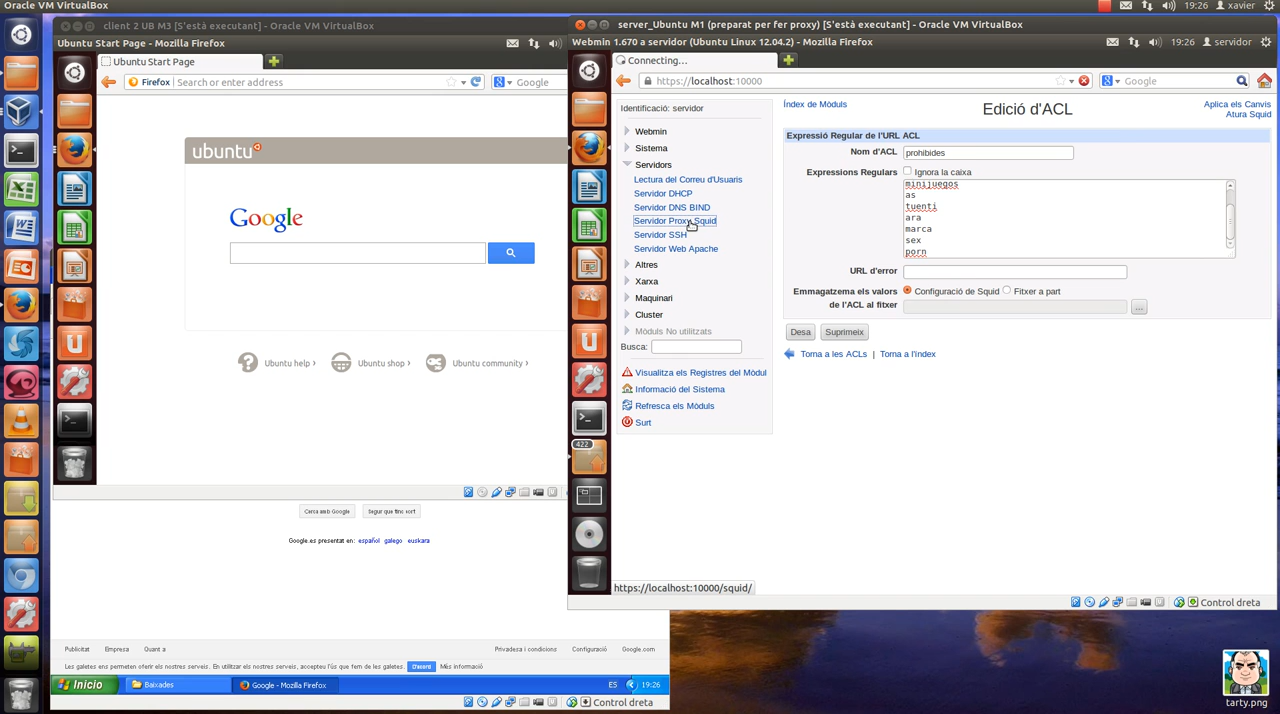 Oracle VM VirtualBox
19:26
xavier
client 2 UB M3 [S'està executant] - Oracle VM VirtualBox
Ubuntu Start Page - Mozilla Firefox
Ubuntu Start Page
Firefox
Search or enter address
Google
ubuntu
Google
Ubuntu help ›
Ubuntu shop ›
Ubuntu community ›
Cerca amb Google
Segur que tinc sort
Google.es presentat en: español galego euskara
Publicitat
Empresa
Quant a
Privadesa i condicions
Configuració
Google.com
Les galetes ens permeten oferir els nostres serveis. En utilitzar els nostres serveis, accepteu l'ús que fem de les galetes.
D'acord
Més informació
Inicio
Baixades
Google - Mozilla Firefox
ES
19:26
Control dreta
server_Ubuntu M1 (preparat per fer proxy) [S'està executant] - Oracle VM VirtualBox
Webmin 1.670 a servidor (Ubuntu Linux 12.04.2) - Mozilla Firefox
19:26
servidor
Connecting...
https://localhost:10000
Google
Identificació: servidor
Webmin
Sistema
Servidors
Lectura del Correu d'Usuaris
Servidor DHCP
Servidor DNS BIND
Servidor Proxy Squid
Servidor SSH
Servidor Web Apache
Altres
Xarxa
Maquinari
Cluster
Mòduls No utilitzats
Busca:
Visualitza els Registres del Mòdul
Informació del Sistema
Refresca els Mòduls
Surt
Índex de Mòduls
Edició d'ACL
Aplica els Canvis
Atura Squid
Expressió Regular de l'URL ACL
Nom d'ACL
prohibides
Expressions Regulars
Ignora la caixa
minijuegos
as
tuenti
ara
marca
sex
porn
URL d'error
Emmagatzema els valors de l'ACL al fitxer
Configuració de Squid
Fitxer a part
...
Desa
Suprimeix
Torna a les ACLs | Torna a l'índex
422
https://localhost:10000/squid/
Control dreta
tarty.png